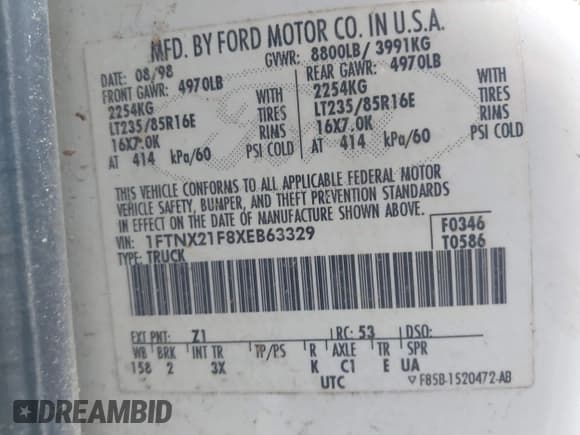 MFD. BY FORD MOTOR CO. IN U.S.A.
DATE: 08/98 GVWR: 8800LB/ 3991KG
FRONT GAWR: 4970LB REAR GAWR: 4970LB
2254KG WITH 2254KG WITH
LT235/85R16E TIRES LT235/85R16E TIRES
16X7.0K RIMS 16X7.0K RIMS
AT 414 kPa/60 PSI COLD AT 414 kPa/60 PSI COLD
THIS VEHICLE CONFORMS TO ALL APPLICABLE FEDERAL MOTOR
VEHICLE SAFETY, BUMPER, AND THEFT PREVENTION STANDARDS
IN EFFECT ON THE DATE OF MANUFACTURE SHOWN ABOVE.
VIN: 1FTNX21F8XEB63329 F0346
TYPE: TRUCK T0586
EXT PNT: Z1 RC: 53 DSO:
WB BRK INT TR TP/PS R AXLE TR SPR
158 2 3X K C1 E UA
UTC ▽F85B-1520472-AB
DREAMBID